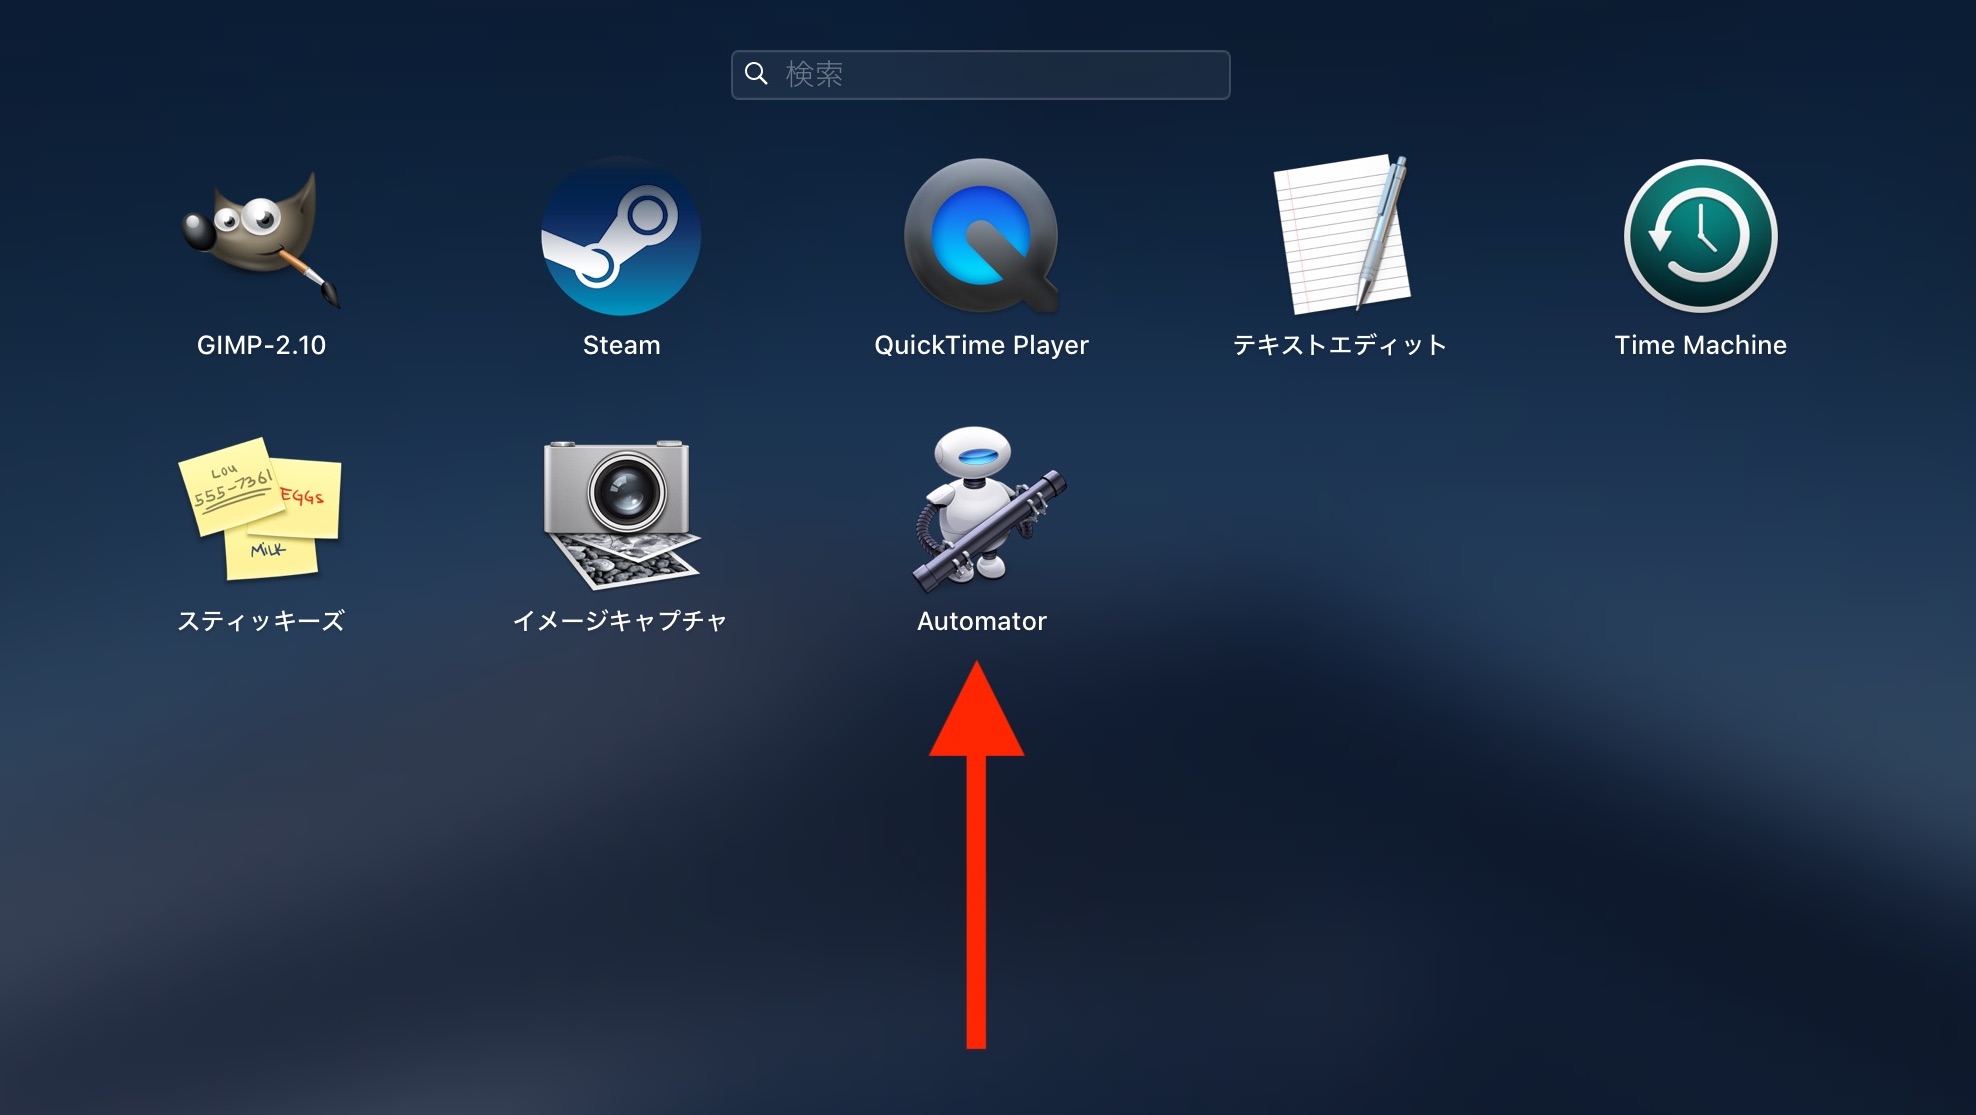 検索
GIMP-2.10
Steam
QuickTime Player
テキストエディット
Time Machine
LOU
555-7361
EGGS
MILK
スティッキーズ
イメージキャプチャ
Automator